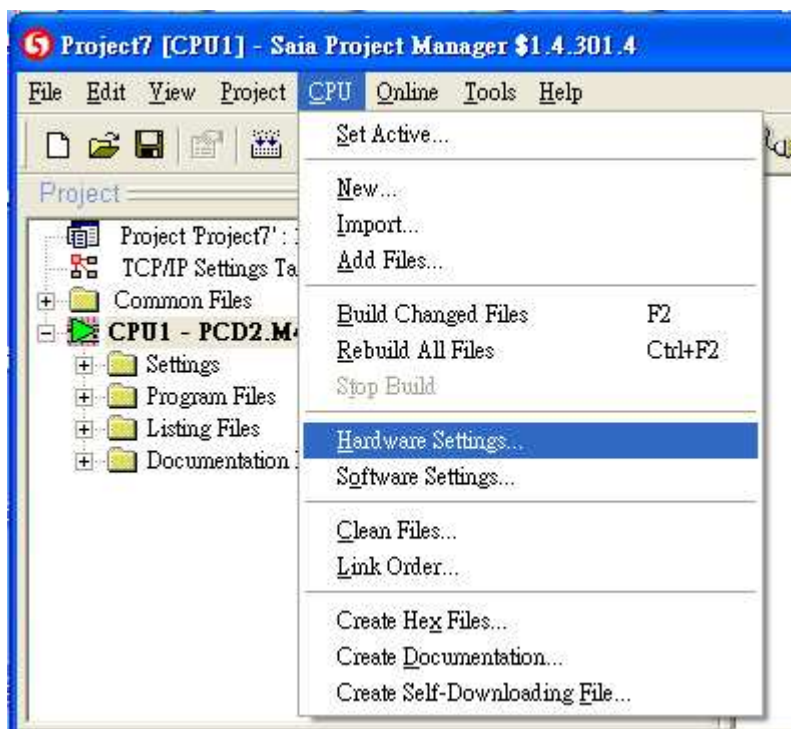 Project7 [CPU1] - Saia Project Manager $1.4.301.4
File Edit View Project CPU Online Tools Help
Set Active...
New...
Import...
Add Files...
Build Changed Files F2
Rebuild All Files Ctrl+F2
Stop Build
Hardware Settings...
Software Settings...
Clean Files...
Link Order...
Create Hex Files...
Create Documentation...
Create Self-Downloading File...
Project
Project 'Project7' :
TCP/IP Settings
Common Files
CPU1 - PCD2.M
Settings
Program Files
Listing Files
Documentation